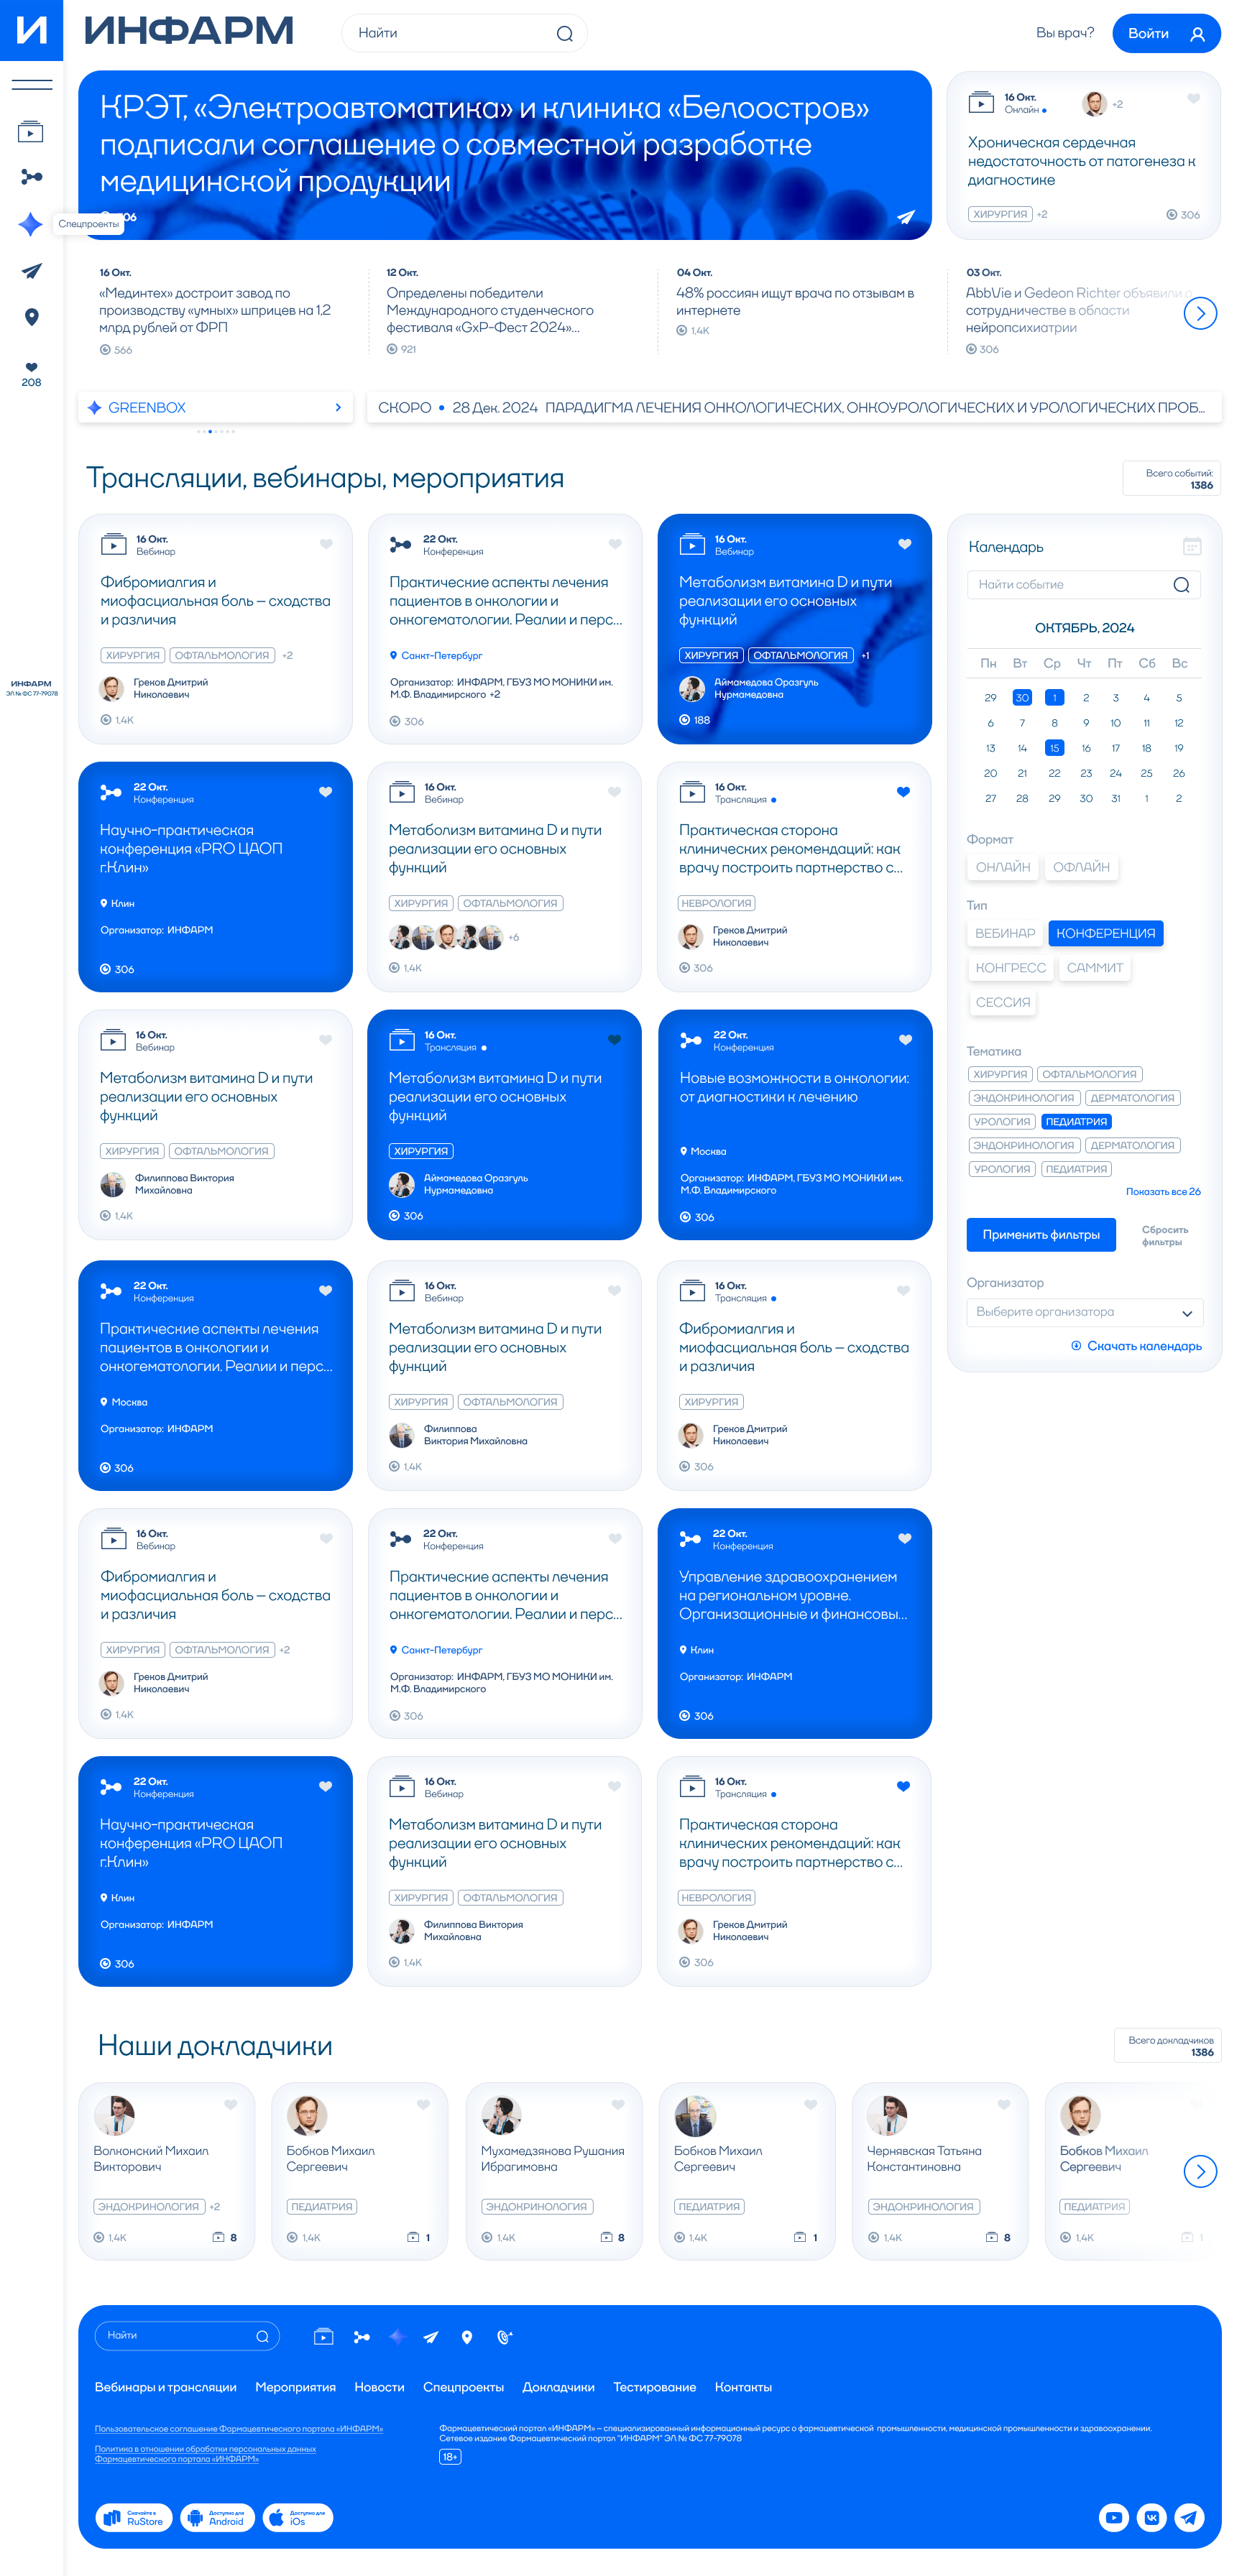 И ИНФАРМ
Найти
Вы врач?
Войти
Спецпроекты
208
ИНФАРМ
ЭЛ № ФС 77-79078
КРЭТ, «Электроавтоматика» и клиника «Белоостров»
подписали соглашение о совместной разработке
медицинской продукции
16 Окт.
Онлайн
+2
Хроническая сердечная
недостаточность от патогенеза к
диагностике
ХИРУРГИЯ +2
306
16 Окт.
«Мединтех» достроит завод по
производству «умных» шприцев на 1,2
млрд рублей от ФРП
566
12 Окт.
Определены победители
Международного студенческого
фестиваля «GxP-Фест 2024»...
921
04 Окт.
48% россиян ищут врача по отзывам в
интернете
1,4K
03 Окт.
AbbVie и Gedeon Richter объявили о
сотрудничестве в области
нейропсихиатрии
306
GREENBOX
СКОРО • 28 Дек. 2024 ПАРАДИГМА ЛЕЧЕНИЯ ОНКОЛОГИЧЕСКИХ, ОНКОУРОЛОГИЧЕСКИХ И УРОЛОГИЧЕСКИХ ПРОБ...
Трансляции, вебинары, мероприятия
Всего событий:
1386
16 Окт.
Вебинар
Фибромиалгия и
миофасциальная боль – сходства
и различия
ХИРУРГИЯ ОФТАЛЬМОЛОГИЯ +2
Греков Дмитрий
Николаевич
1,4K
22 Окт.
Конференция
Практические аспекты лечения
пациентов в онкологии и
онкогематологии. Реалии и перс...
Санкт-Петербург
Организатор: ИНФАРМ, ГБУЗ МО МОНИКИ им.
М.Ф. Владимирского +2
306
16 Окт.
Вебинар
Метаболизм витамина D и пути
реализации его основных
функций
ХИРУРГИЯ ОФТАЛЬМОЛОГИЯ +1
Аймамедова Оразгуль
Нурмамедовна
188
22 Окт.
Конференция
Научно-практическая
конференция «PRO ЦАОП
г.Клин»
Клин
Организатор: ИНФАРМ
306
16 Окт.
Вебинар
Метаболизм витамина D и пути
реализации его основных
функций
ХИРУРГИЯ ОФТАЛЬМОЛОГИЯ
+6
1,4K
16 Окт.
Трансляция
Практическая сторона
клинических рекомендаций: как
врачу построить партнерство с...
НЕВРОЛОГИЯ
Греков Дмитрий
Николаевич
306
16 Окт.
Вебинар
Метаболизм витамина D и пути
реализации его основных
функций
ХИРУРГИЯ ОФТАЛЬМОЛОГИЯ
Филиппова Виктория
Михайловна
1,4K
16 Окт.
Трансляция
Метаболизм витамина D и пути
реализации его основных
функций
ХИРУРГИЯ
Аймамедова Оразгуль
Нурмамедовна
306
22 Окт.
Конференция
Новые возможности в онкологии:
от диагностики к лечению
Москва
Организатор: ИНФАРМ, ГБУЗ МО МОНИКИ им.
М.Ф. Владимирского
306
22 Окт.
Конференция
Практические аспекты лечения
пациентов в онкологии и
онкогематологии. Реалии и перс...
Москва
Организатор: ИНФАРМ
306
16 Окт.
Вебинар
Метаболизм витамина D и пути
реализации его основных
функций
ХИРУРГИЯ ОФТАЛЬМОЛОГИЯ
Филиппова
Виктория Михайловна
1,4K
16 Окт.
Трансляция
Фибромиалгия и
миофасциальная боль – сходства
и различия
ХИРУРГИЯ
Греков Дмитрий
Николаевич
306
16 Окт.
Вебинар
Фибромиалгия и
миофасциальная боль – сходства
и различия
ХИРУРГИЯ ОФТАЛЬМОЛОГИЯ +2
Греков Дмитрий
Николаевич
1,4K
22 Окт.
Конференция
Практические аспекты лечения
пациентов в онкологии и
онкогематологии. Реалии и перс...
Санкт-Петербург
Организатор: ИНФАРМ, ГБУЗ МО МОНИКИ им.
М.Ф. Владимирского
306
22 Окт.
Конференция
Управление здравоохранением
на региональном уровне.
Организационные и финансовы...
Клин
Организатор: ИНФАРМ
306
22 Окт.
Конференция
Научно-практическая
конференция «PRO ЦАОП
г.Клин»
Клин
Организатор: ИНФАРМ
306
16 Окт.
Вебинар
Метаболизм витамина D и пути
реализации его основных
функций
ХИРУРГИЯ ОФТАЛЬМОЛОГИЯ
Филиппова Виктория
Михайловна
1,4K
16 Окт.
Трансляция
Практическая сторона
клинических рекомендаций: как
врачу построить партнерство с...
НЕВРОЛОГИЯ
Греков Дмитрий
Николаевич
306
Календарь
Найти событие
ОКТЯБРЬ, 2024
Пн Вт Ср Чт Пт Сб Вс
29 30 1 2 3 4 5
6 7 8 9 10 11 12
13 14 15 16 17 18 19
20 21 22 23 24 25 26
27 28 29 30 31 1 2
Формат
ОНЛАЙН ОФЛАЙН
Тип
ВЕБИНАР КОНФЕРЕНЦИЯ
КОНГРЕСС САММИТ
СЕССИЯ
Тематика
ХИРУРГИЯ ОФТАЛЬМОЛОГИЯ
ЭНДОКРИНОЛОГИЯ ДЕРМАТОЛОГИЯ
УРОЛОГИЯ ПЕДИАТРИЯ
ЭНДОКРИНОЛОГИЯ ДЕРМАТОЛОГИЯ
УРОЛОГИЯ ПЕДИАТРИЯ
Показать все 26
Применить фильтры
Сбросить
фильтры
Организатор
Выберите организатора
Скачать календарь
Наши докладчики
Всего докладчиков
1386
Волконский Михаил
Викторович
ЭНДОКРИНОЛОГИЯ +2
1,4K 8
Бобков Михаил
Сергеевич
ПЕДИАТРИЯ
1,4K 1
Мухамедзянова Рушания
Ибрагимовна
ЭНДОКРИНОЛОГИЯ
1,4K 8
Бобков Михаил
Сергеевич
ПЕДИАТРИЯ
1,4K 1
Чернявская Татьяна
Константиновна
ЭНДОКРИНОЛОГИЯ
1,4K 8
Бобков Михаил
Сергеевич
ПЕДИАТРИЯ
1,4K 1
Найти
Вебинары и трансляции Мероприятия Новости Спецпроекты Докладчики Тестирование Контакты
Пользовательское соглашение Фармацевтического портала «ИНФАРМ»
Политика в отношении обработки персональных данных
Фармацевтического портала «ИНФАРМ»
Фармацевтический портал «ИНФАРМ» – специализированный информационный ресурс о фармацевтической промышленности, медицинской промышленности и здравоохранении.
Сетевое издание Фармацевтический портал "ИНФАРМ" ЭЛ № ФС 77-79078
18+
Скачайте в
RuStore
Доступно для
Android
Доступно для
iOs